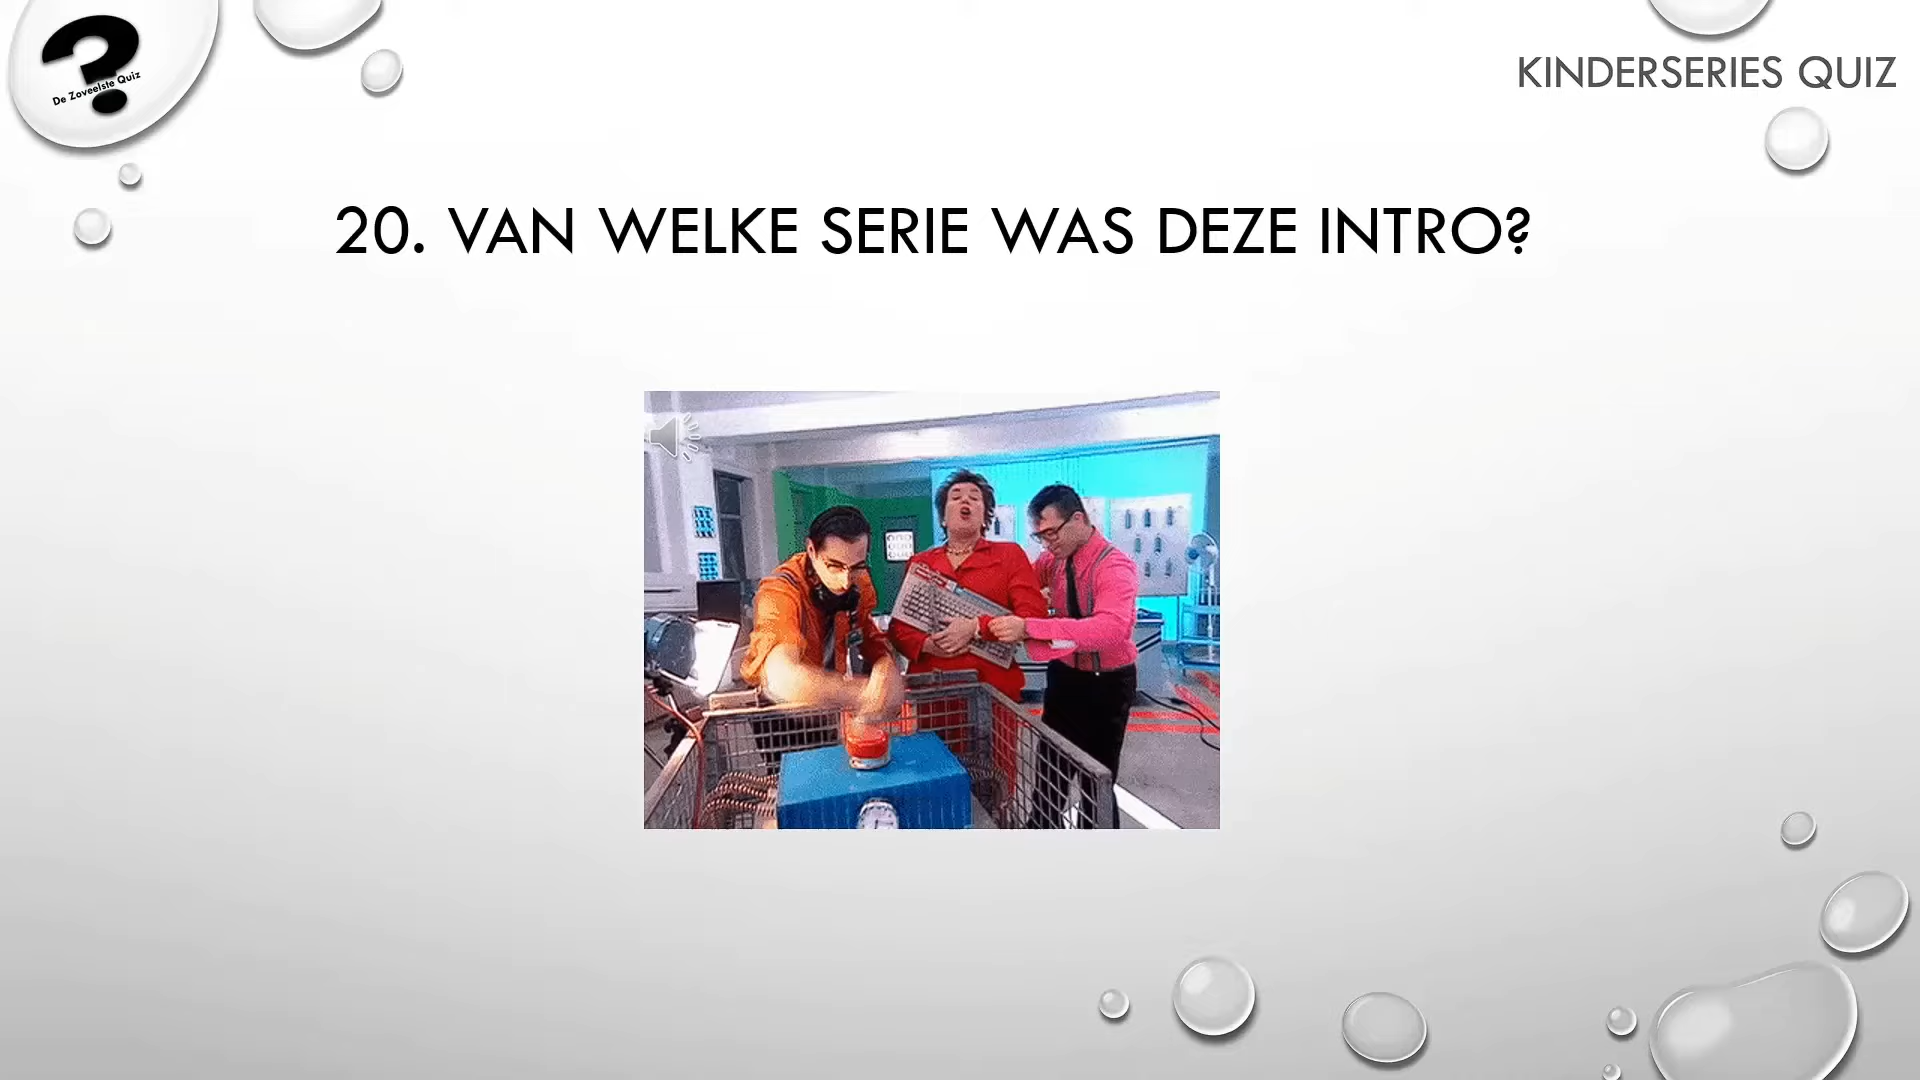 De Zoveelste Quiz
KINDERSERIES QUIZ
20. VAN WELKE SERIE WAS DEZE INTRO?